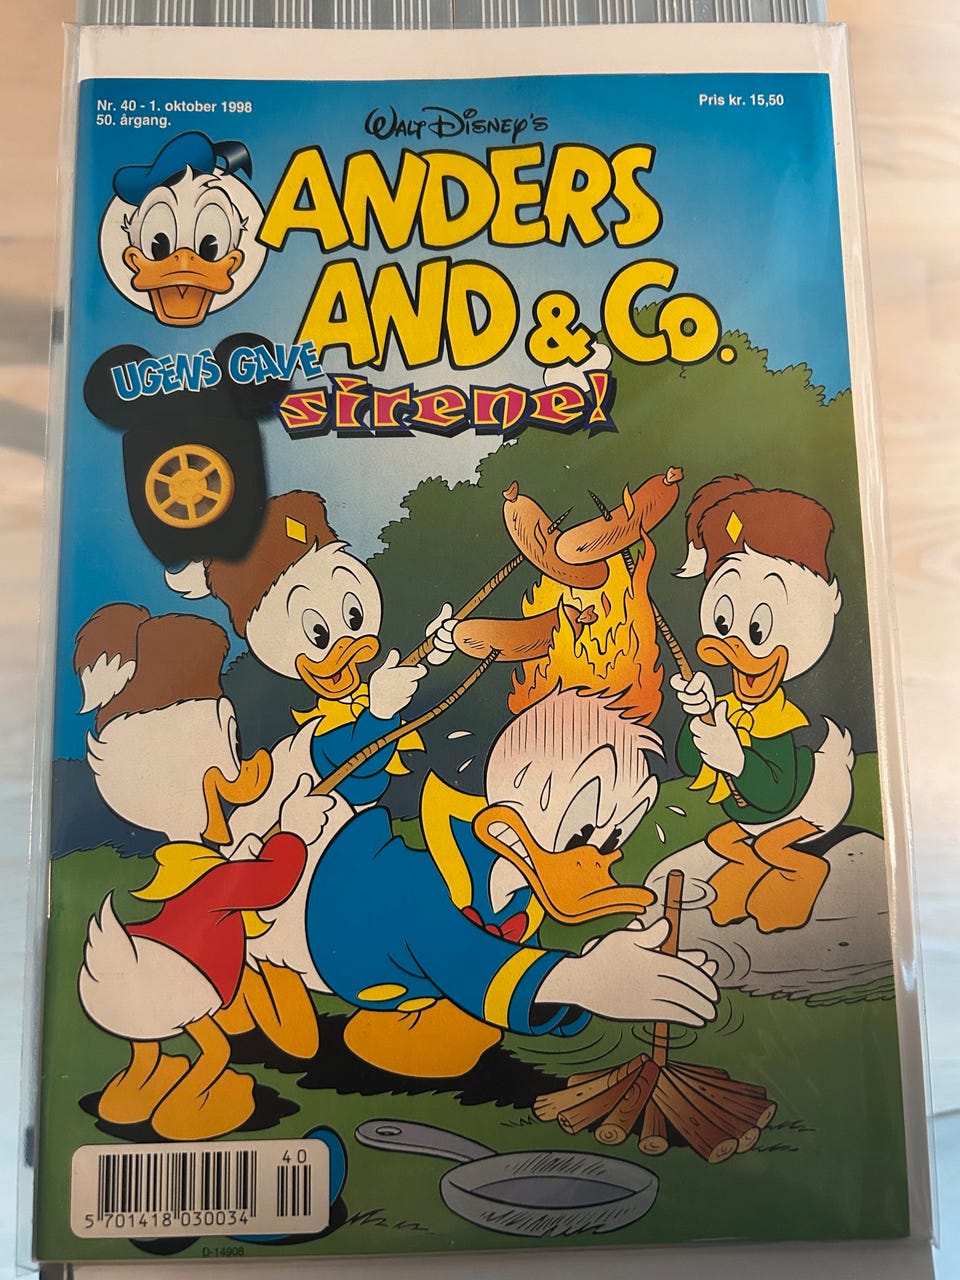 Nr. 40 - 1. oktober 1998
50. årgang.
Pris kr. 15,50
WALT DISNEY'S
ANDERS
AND & Co.
UGENS GAVE
sirene!
40
5 701418 030034
D-14908